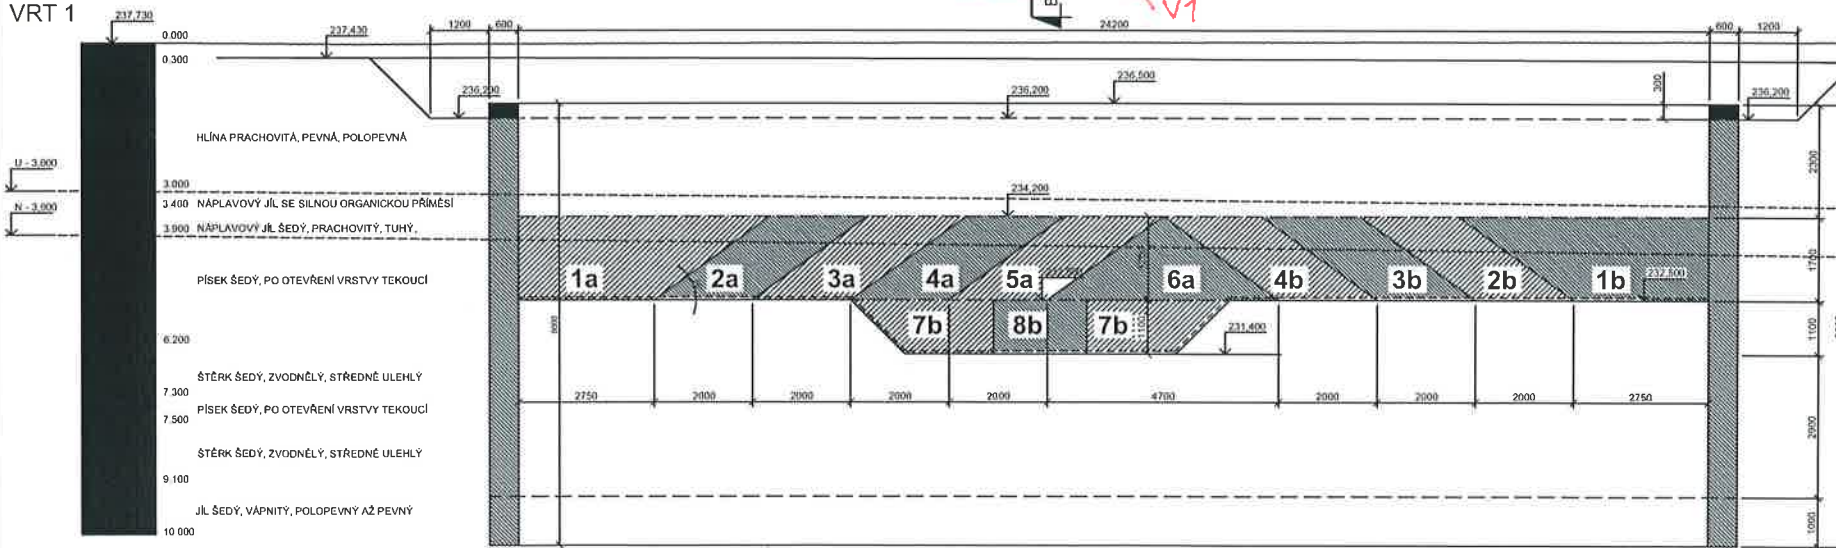 VRT 1
V1
237,730
0.000
0.300
237,430
1200
600
24200
600
1200
236,200
236,200
236,500
300
236,200
HLÍNA PRACHOVITÁ, PEVNÁ, POLOPEVNÁ
2300
3.000
234,200
3.400 NÁPLAVOVÝ JÍL SE SILNOU ORGANICKOU PŘÍMĚSÍ
3.900 NÁPLAVOVÝ JÍL ŠEDÝ, PRACHOVITÝ, TUHÝ,
1700
PÍSEK ŠEDÝ, PO OTEVŘENÍ VRSTVY TEKOUCÍ
1a 2a 3a 4a 5a 6a 4b 3b 2b 1b
232,500
7b 8b 7b
1100
231,400
1100
6.200
ŠTĚRK ŠEDÝ, ZVODNĚLÝ, STŘEDNĚ ULEHLÝ
7.300
2750 2000 2000 2000 2000 4700 2000 2000 2000 2750
PÍSEK ŠEDÝ, PO OTEVŘENÍ VRSTVY TEKOUCÍ
7.500
2900
ŠTĚRK ŠEDÝ, ZVODNĚLÝ, STŘEDNĚ ULEHLÝ
9.100
JÍL ŠEDÝ, VÁPNITÝ, POLOPEVNÝ AŽ PEVNÝ
1000
10.000